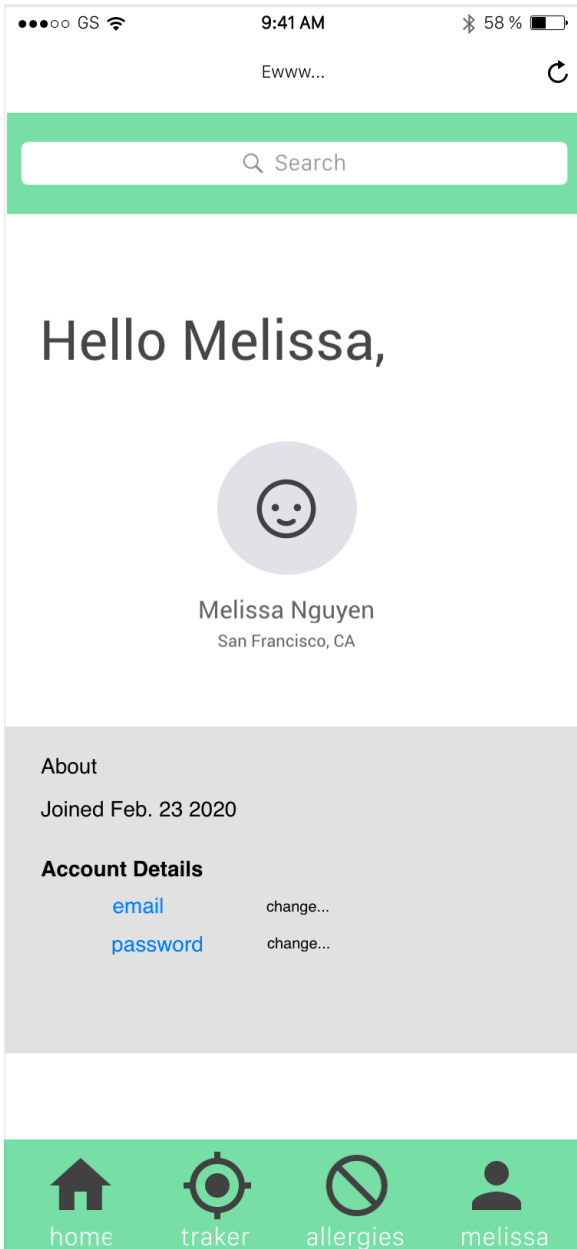 GS 9:41 AM 58 %
Ewww...
Search
Hello Melissa,
Melissa Nguyen
San Francisco, CA
About
Joined Feb. 23 2020
Account Details
email change...
password change...
home traker allergies melissa